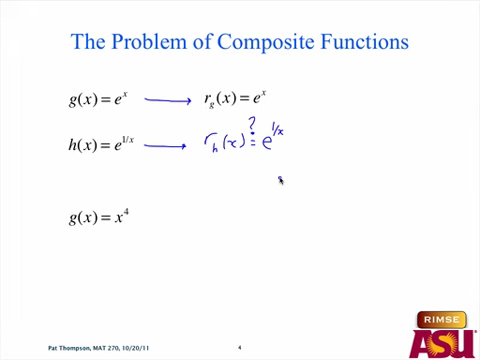 The Problem of Composite Functions
g(x) = e^x → r_g(x) = e^x
h(x) = e^{1/x} → r_h(x) ≟ e^{1/x}
g(x) = x^4
Pat Thompson, MAT 270, 10/20/11
4
RIMSE
ASU